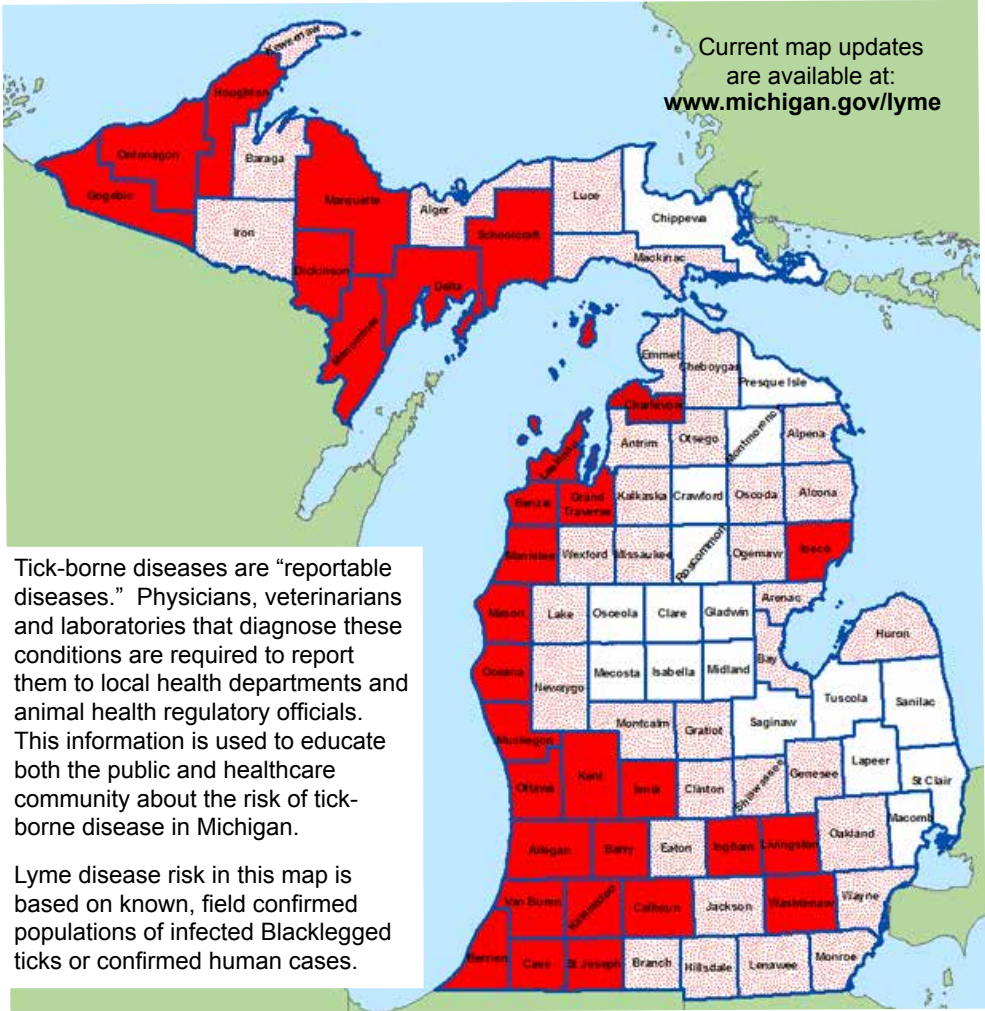 Current map updates
are available at:
www.michigan.gov/lyme
Keweenaw
Houghton
Ontonagon
Baraga
Gogebic
Marquette
Alger
Luce
Chippewa
Iron
Schoolcraft
Mackinac
Dickinson
Delta
Menominee
Emmet
Cheboygan
Presque Isle
Charlevoix
Antrim
Otsego
Montmorency
Alpena
Leelanau
Benzie
Grand
Traverse
Kalkaska
Crawford
Oscoda
Alcona
Manistee
Wexford
Missaukee
Roscommon
Ogemaw
Iosco
Tick-borne diseases are “reportable
diseases.”  Physicians, veterinarians
and laboratories that diagnose these
conditions are required to report
them to local health departments and
animal health regulatory officials.
This information is used to educate
both the public and healthcare
community about the risk of tick-
borne disease in Michigan.
Lyme disease risk in this map is
based on known, field confirmed
populations of infected Blacklegged
ticks or confirmed human cases.
Mason
Lake
Osceola
Clare
Gladwin
Arenac
Huron
Oceana
Newaygo
Mecosta
Isabella
Midland
Bay
Tuscola
Sanilac
Muskegon
Montcalm
Gratiot
Saginaw
Ottawa
Kent
Ionia
Clinton
Shiawassee
Genesee
Lapeer
St Clair
Macomb
Oakland
Allegan
Barry
Eaton
Ingham
Livingston
Van Buren
Kalamazoo
Calhoun
Jackson
Washtenaw
Wayne
Berrien
Cass
St Joseph
Branch
Hillsdale
Lenawee
Monroe